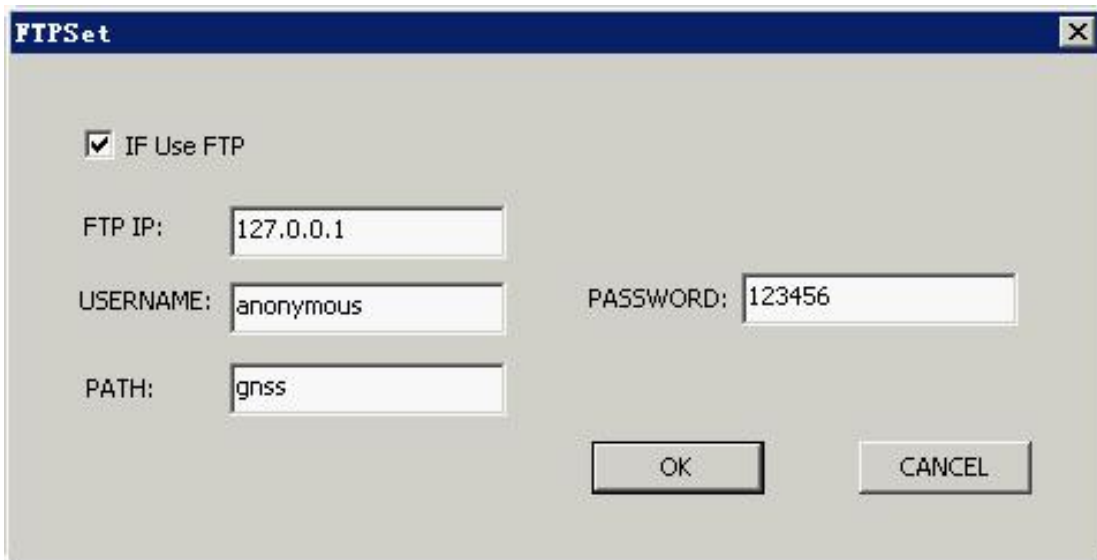 FTPSet
IF Use FTP
FTP IP: 127.0.0.1
USERNAME: anonymous PASSWORD: 123456
PATH: gnss
OK CANCEL